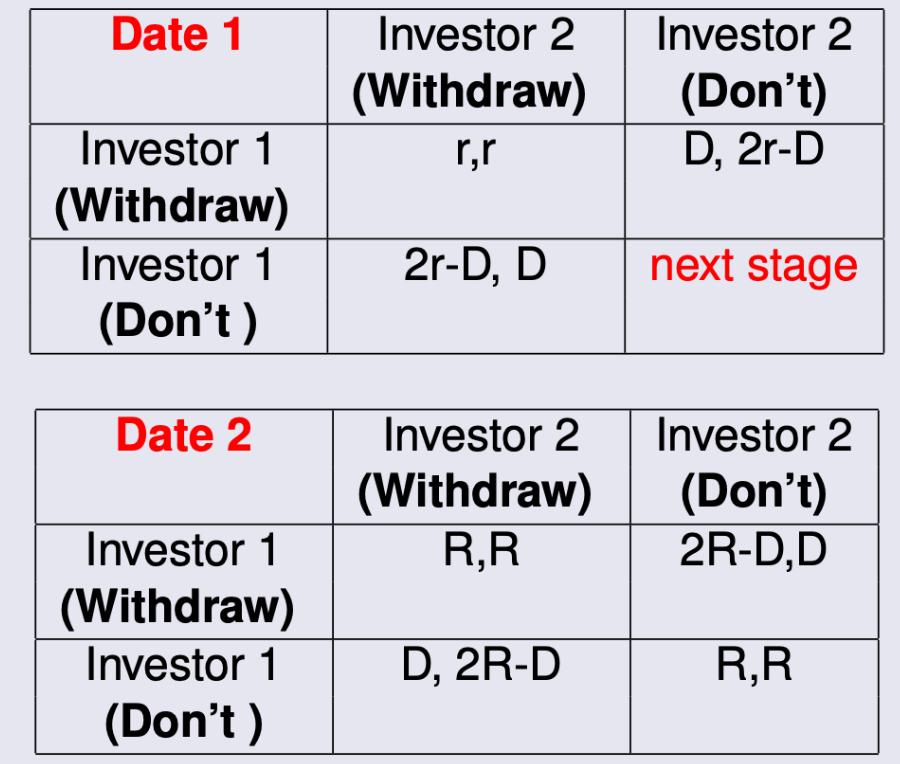 Date 1 Investor 2 Investor 2
(Withdraw) (Don't)
Investor 1 r,r D, 2r-D
(Withdraw)
Investor 1 2r-D, D next stage
(Don't )
Date 2 Investor 2 Investor 2
(Withdraw) (Don't)
Investor 1 R,R 2R-D,D
(Withdraw)
Investor 1 D, 2R-D R,R
(Don't )